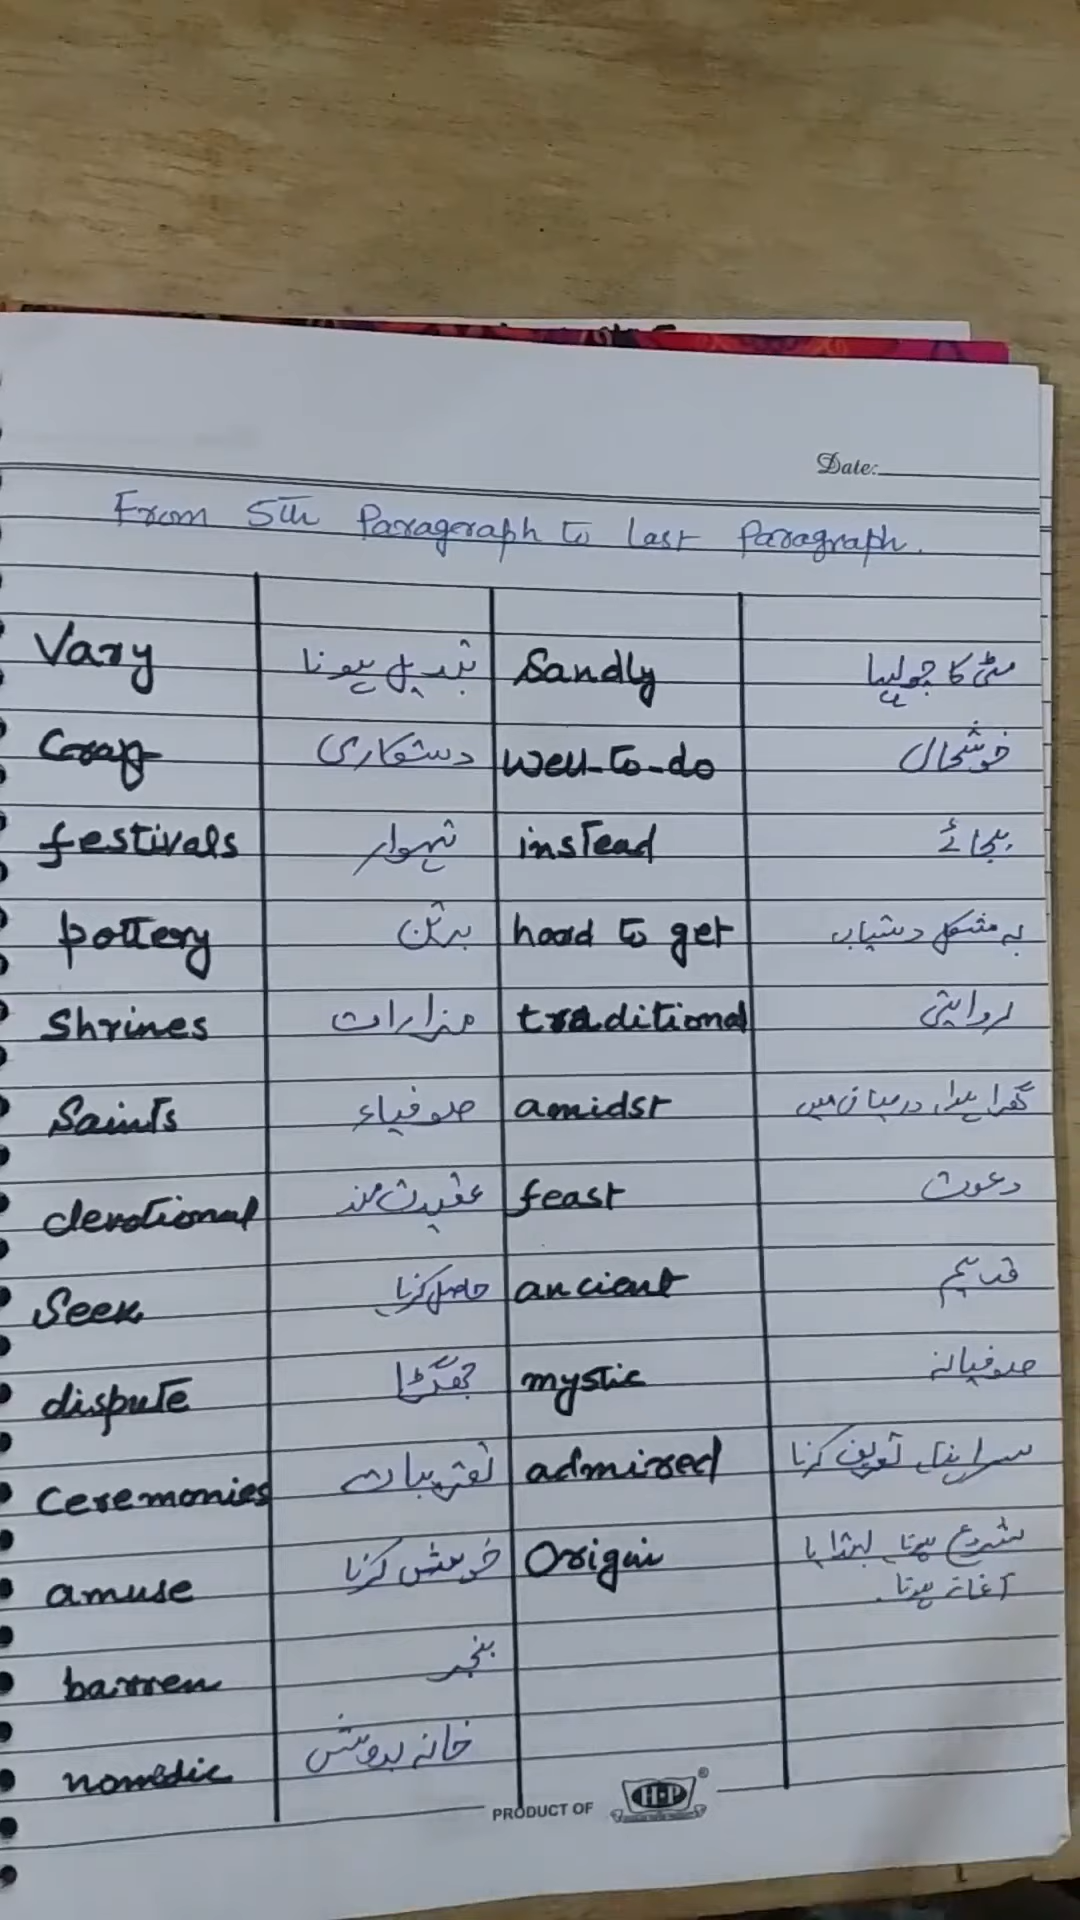 Date:
From 5th Paragraph to last Paragraph.
Vary تبدیل ہونا Sandly مٹی کا چولہا
Craft دستکاری well-to-do خوشحال
festivals تہوار instead بجائے
pottery برتن hard to get بہ مشکل دستیاب
Shrines مزارات traditional روایتی
Saints صوفیاء amidst گھرا ہوا، درمیان میں
devotional عقیدت مند feast دعوت
Seek حاصل کرنا ancient قدیم
dispute جھگڑا mystic صوفیانہ
Ceremonies تقریبات admired سراہنا، تعریف کرنا
amuse خوش کرنا Origin شروع ہونا، ابتدا یا
آغاز ہونا.
barren بنجر
nomedic خانہ بدوش
PRODUCT OF H-P ®